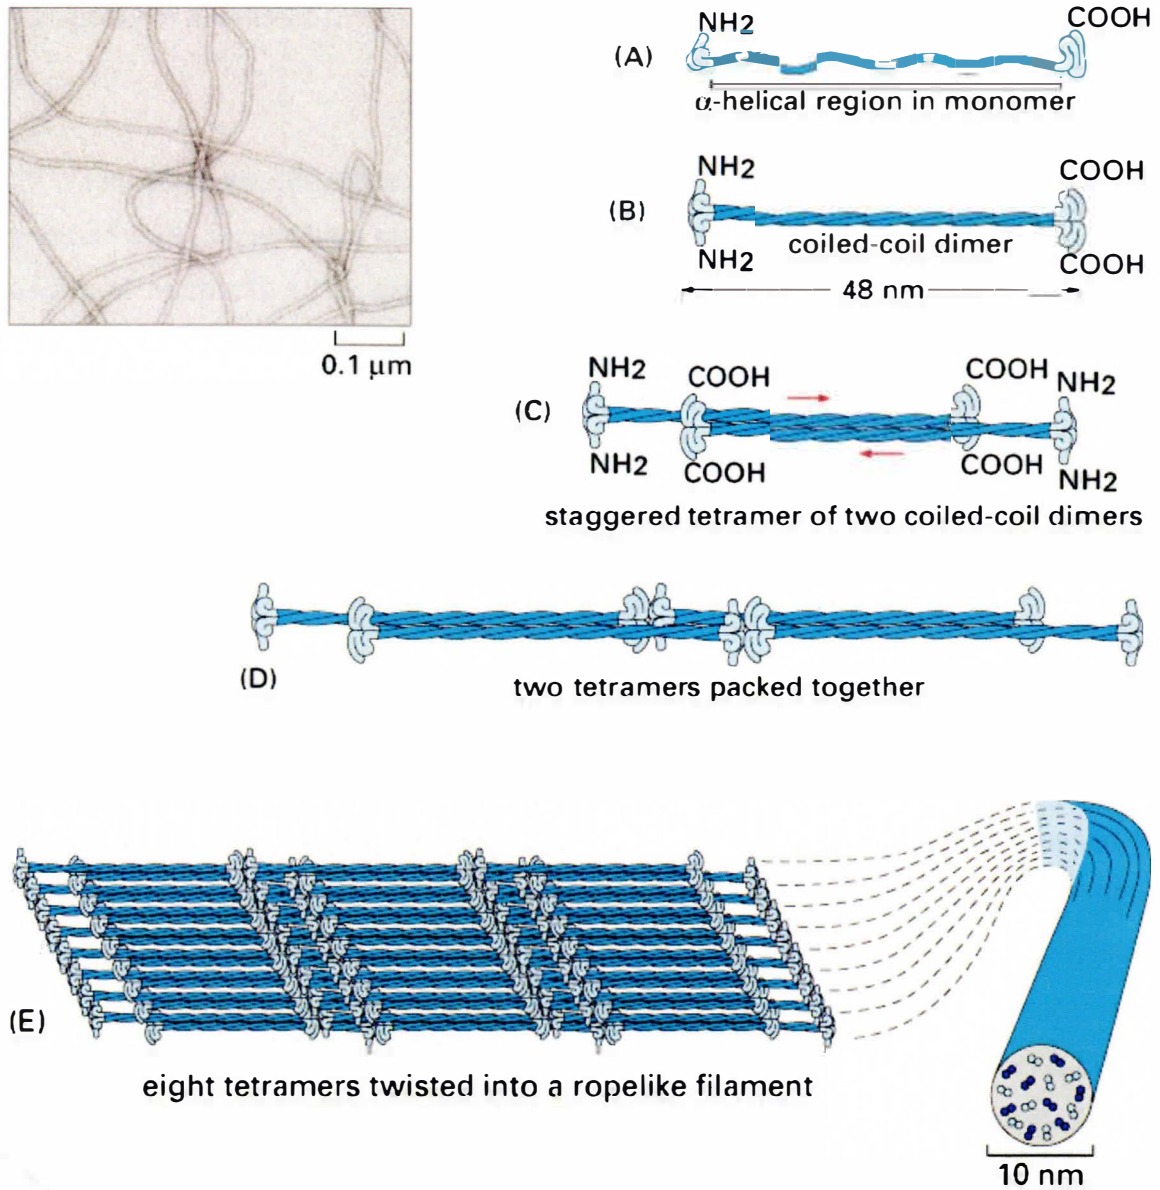 0.1 μm
(A)
NH2
COOH
α-helical region in monomer
(B)
NH2
COOH
NH2
coiled-coil dimer
COOH
48 nm
(C)
NH2
COOH
COOH
NH2
NH2
COOH
COOH
NH2
staggered tetramer of two coiled-coil dimers
(D)
two tetramers packed together
(E)
eight tetramers twisted into a ropelike filament
10 nm